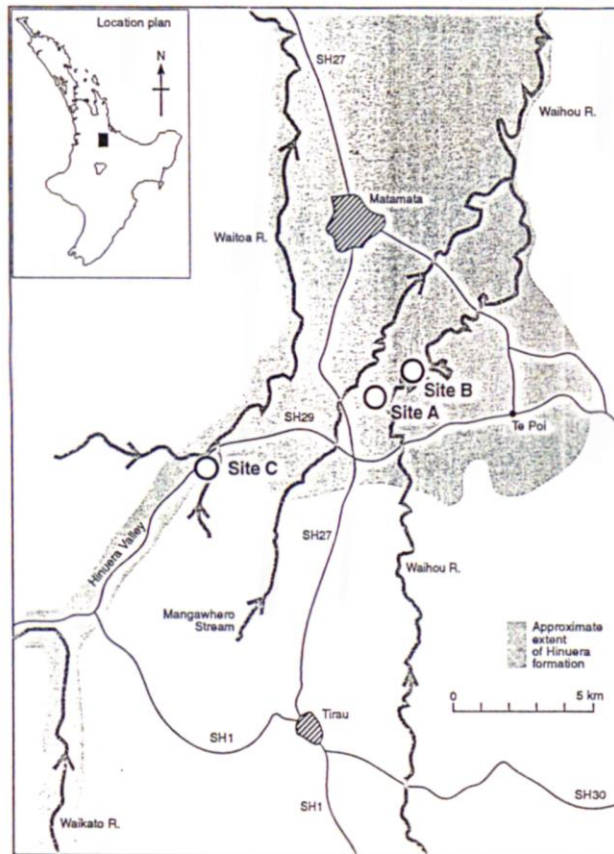 Location plan
N
SH27
Waihou R.
Matamata
Waitoa R.
Site B
Site A
SH29
Te Poi
Site C
Hinuera Valley
SH27
Waihou R.
Mangawhero
Stream
Approximate
extent
of Hinuera
formation
0 5 km
Tirau
SH1
SH30
SH1
Waikato R.